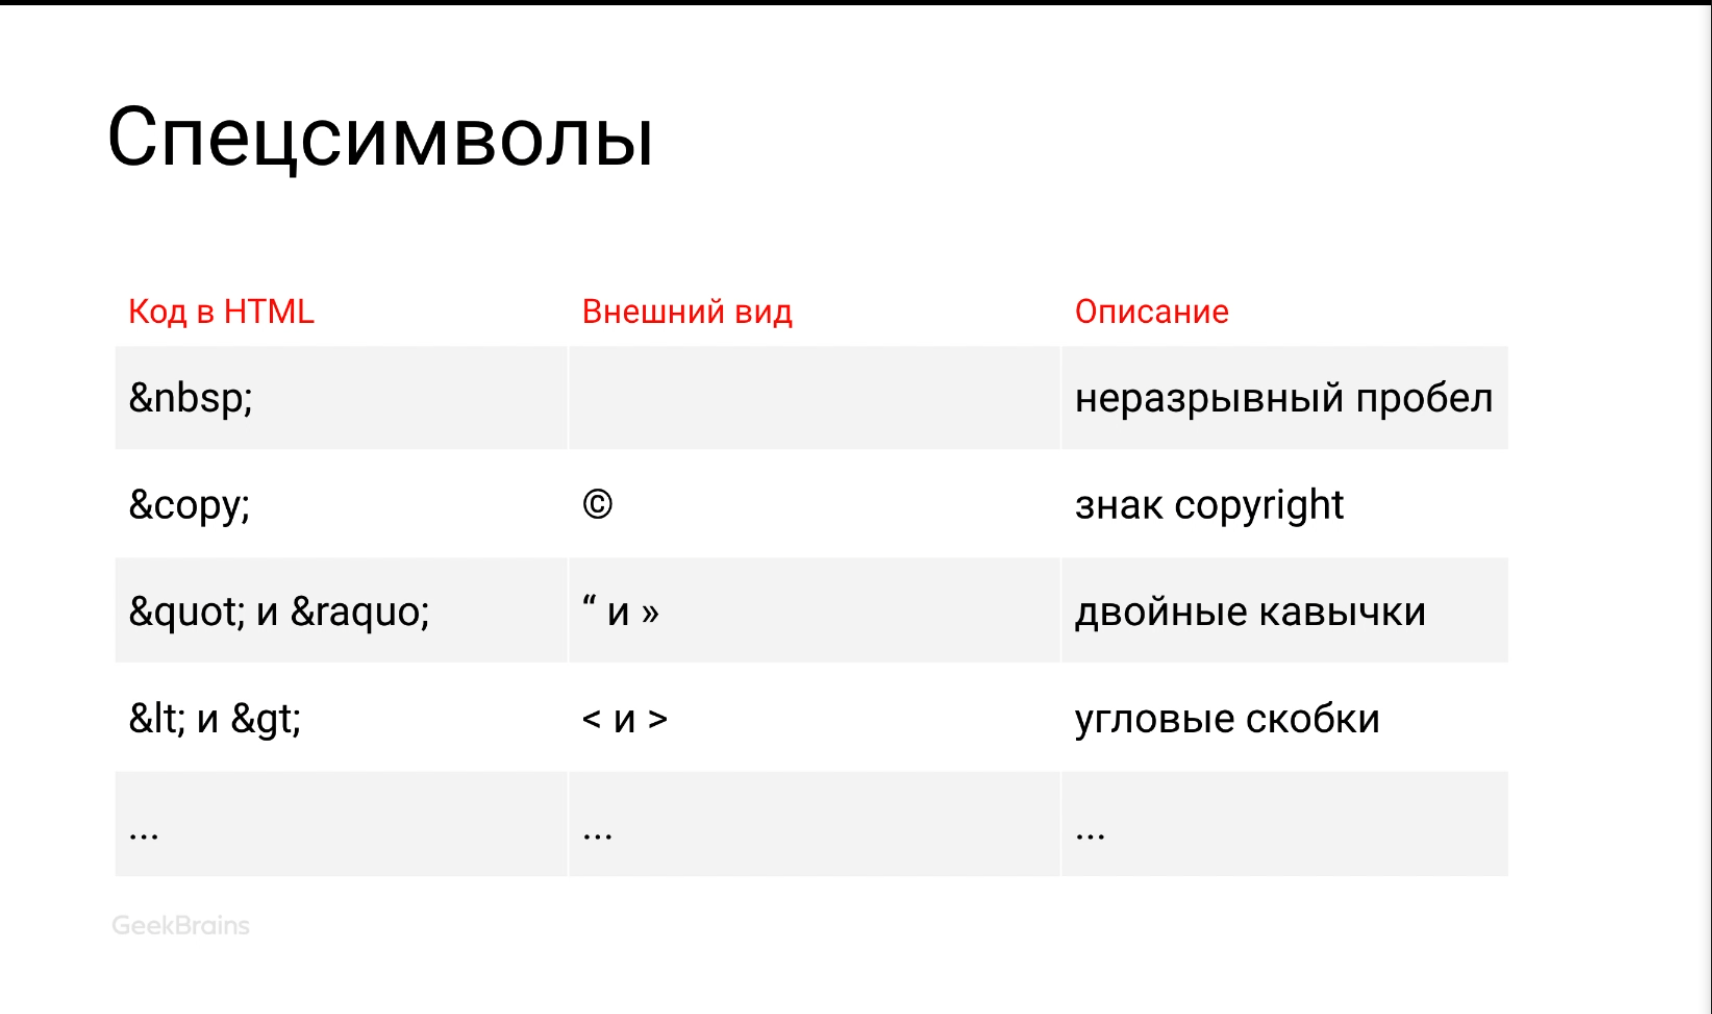 Спецсимволы
Код в HTML Внешний вид Описание
&nbsp; неразрывный пробел
&copy; © знак copyright
&quot; и &raquo; “ и » двойные кавычки
&lt; и &gt; < и > угловые скобки
... ... ...
GeekBrains